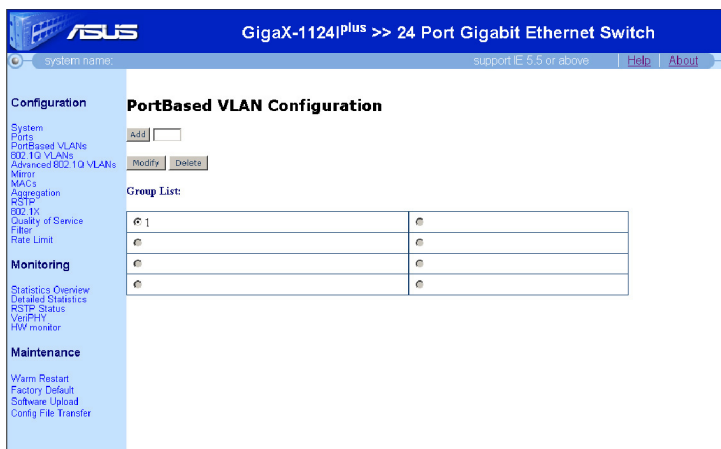 ASUS
GigaX-1124iplus >> 24 Port Gigabit Ethernet Switch
system name:
support IE 5.5 or above
Help
About
Configuration
System
Ports
PortBased VLANs
802.1Q VLANs
Advanced 802.1Q VLANs
Mirror
MACs
Aggregation
RSTP
802.1X
Quality of Service
Filter
Rate Limit
Monitoring
Statistics Overview
Detailed Statistics
RSTP Status
VeriPHY
HW monitor
Maintenance
Warm Restart
Factory Default
Software Upload
Config File Transfer
PortBased VLAN Configuration
Add
Modify Delete
Group List:
1